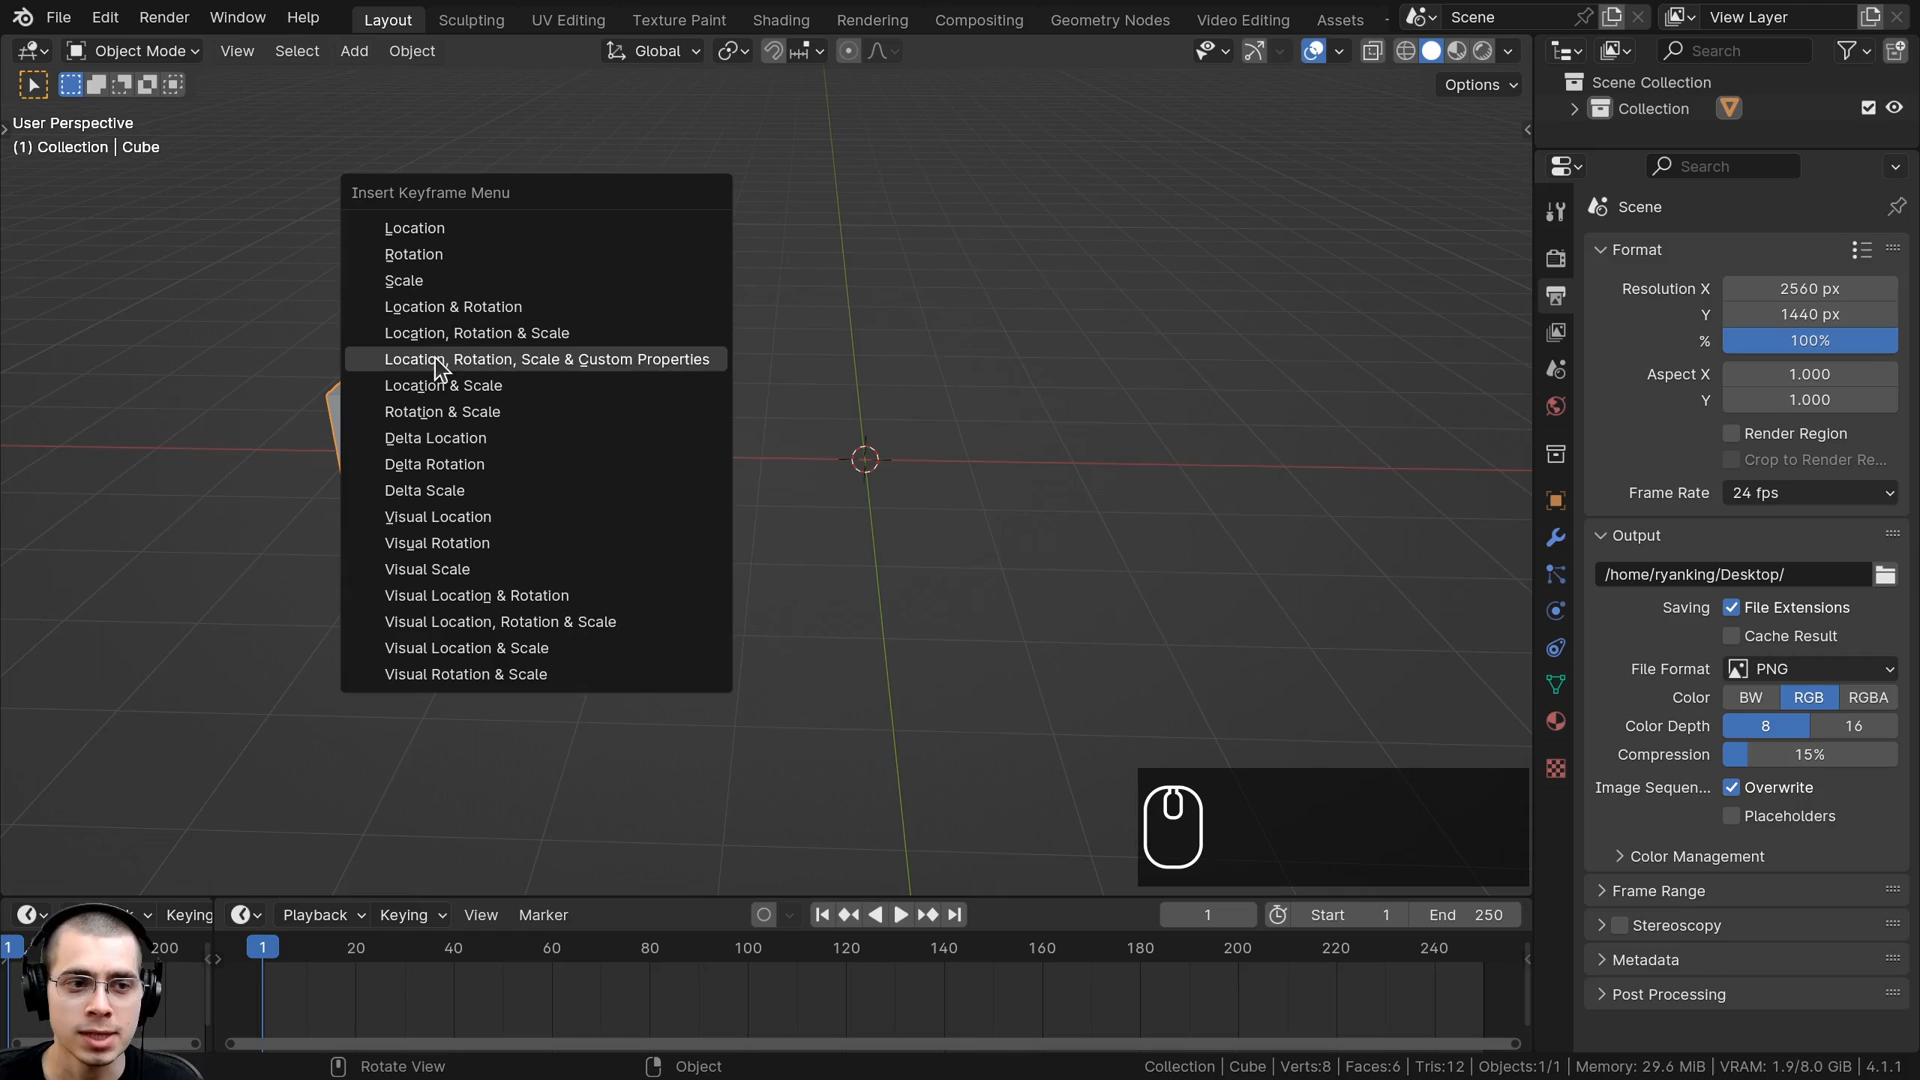 File Edit Render Window Help Layout Sculpting UV Editing Texture Paint Shading Rendering Compositing Geometry Nodes Video Editing Assets Scene View Layer
Object Mode View Select Add Object Global Search
Options
User Perspective
(1) Collection | Cube
Scene Collection
Collection
Search
Insert Keyframe Menu
Location
Rotation
Scale
Location & Rotation
Location, Rotation & Scale
Location, Rotation, Scale & Custom Properties
Location & Scale
Rotation & Scale
Delta Location
Delta Rotation
Delta Scale
Visual Location
Visual Rotation
Visual Scale
Visual Location & Rotation
Visual Location, Rotation & Scale
Visual Location & Scale
Visual Rotation & Scale
Scene
Format
Resolution X 2560 px
Y 1440 px
% 100%
Aspect X 1.000
Y 1.000
Render Region
Crop to Render Re...
Frame Rate 24 fps
Output
/home/ryanking/Desktop/
Saving File Extensions
Cache Result
File Format PNG
Color BW RGB RGBA
Color Depth 8 16
Compression 15%
Image Sequen... Overwrite
Placeholders
Color Management
Frame Range
Stereoscopy
Metadata
Post Processing
Keying Playback Keying View Marker 1 Start 1 End 250
1 200 1 20 40 60 80 100 120 140 160 180 200 220 240
Rotate View Object Collection | Cube | Verts:8 | Faces:6 | Tris:12 | Objects:1/1 | Memory: 29.6 MiB | VRAM: 1.9/8.0 GiB | 4.1.1